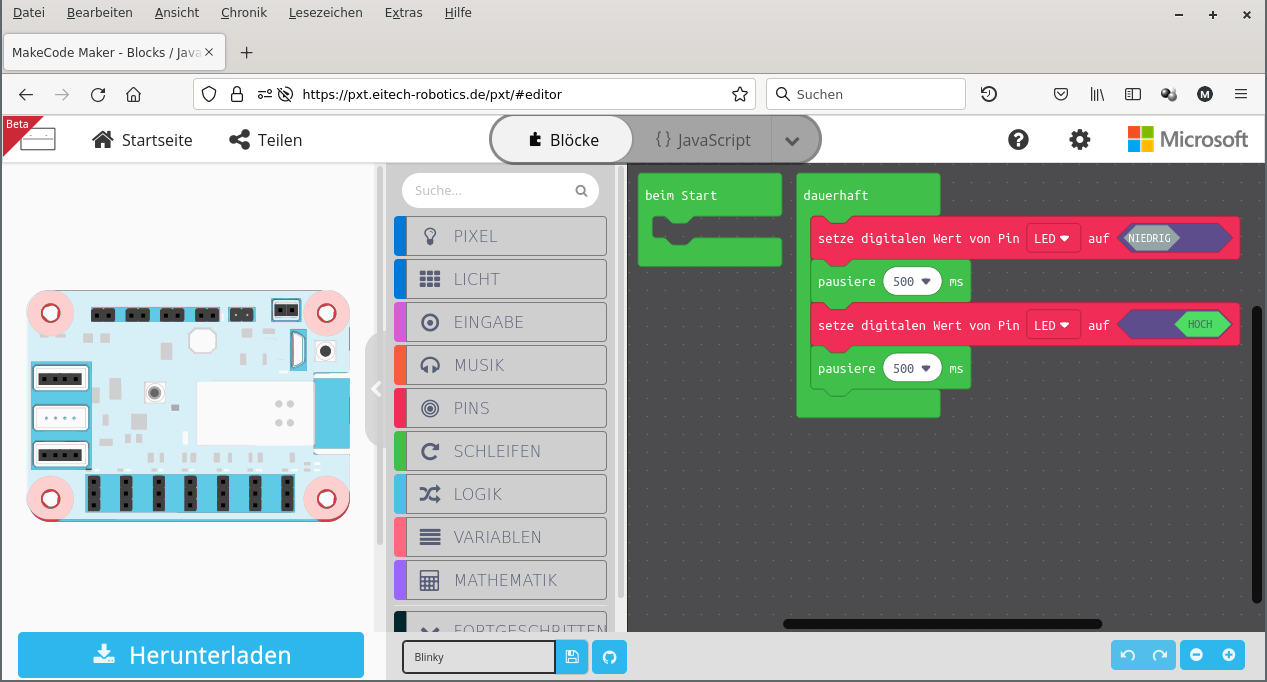 Datei Bearbeiten Ansicht Chronik Lesezeichen Extras Hilfe
MakeCode Maker - Blocks / Java
https://pxt.eitech-robotics.de/pxt/#editor
Suchen
M
Beta
Startseite
Teilen
Blöcke
{} JavaScript
Microsoft
Suche...
PIXEL
LICHT
EINGABE
MUSIK
PINS
SCHLEIFEN
LOGIK
VARIABLEN
MATHEMATIK
FORTGESCHRITTEN
beim Start
dauerhaft
setze digitalen Wert von Pin LED auf NIEDRIG
pausiere 500 ms
setze digitalen Wert von Pin LED auf HOCH
pausiere 500 ms
Herunterladen
Blinky